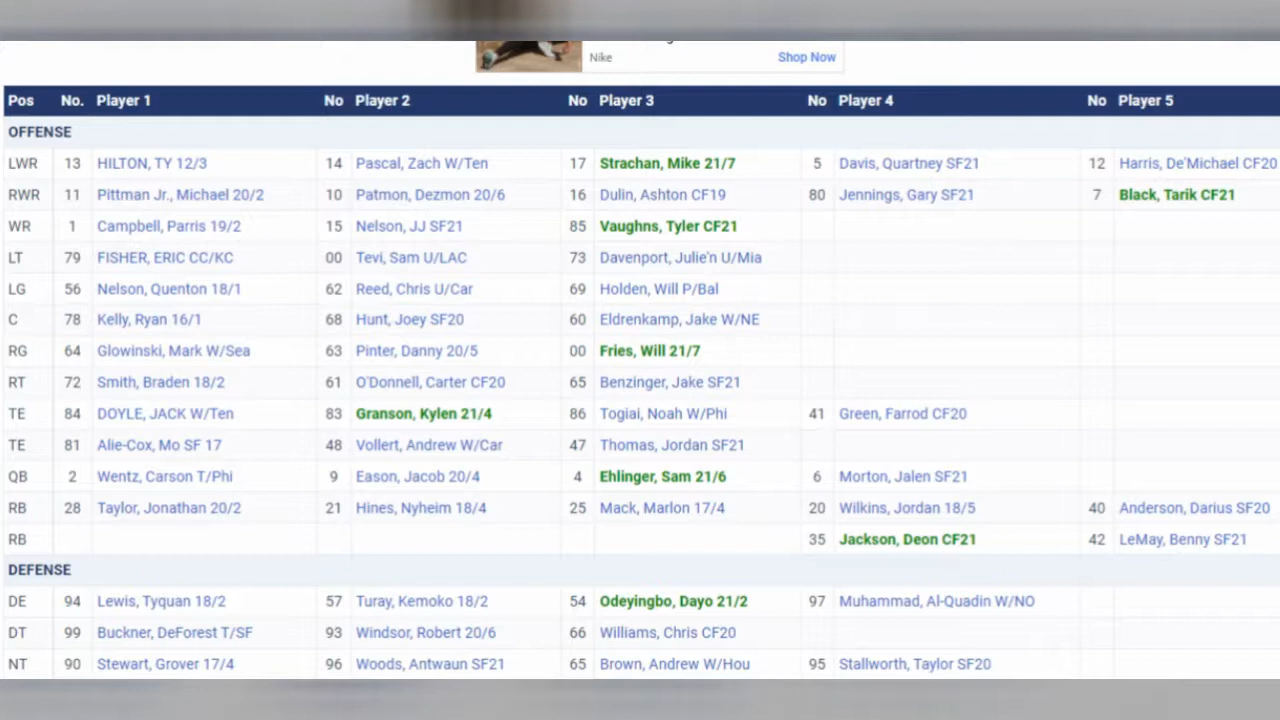 Nike Shop Now
Pos No. Player 1 No Player 2 No Player 3 No Player 4 No Player 5
OFFENSE
LWR 13 HILTON, TY 12/3 14 Pascal, Zach W/Ten 17 Strachan, Mike 21/7 5 Davis, Quartney SF21 12 Harris, De'Michael CF20
RWR 11 Pittman Jr., Michael 20/2 10 Patmon, Dezmon 20/6 16 Dulin, Ashton CF19 80 Jennings, Gary SF21 7 Black, Tarik CF21
WR 1 Campbell, Parris 19/2 15 Nelson, JJ SF21 85 Vaughns, Tyler CF21
LT 79 FISHER, ERIC CC/KC 00 Tevi, Sam U/LAC 73 Davenport, Julie'n U/Mia
LG 56 Nelson, Quenton 18/1 62 Reed, Chris U/Car 69 Holden, Will P/Bal
C 78 Kelly, Ryan 16/1 68 Hunt, Joey SF20 60 Eldrenkamp, Jake W/NE
RG 64 Glowinski, Mark W/Sea 63 Pinter, Danny 20/5 00 Fries, Will 21/7
RT 72 Smith, Braden 18/2 61 O'Donnell, Carter CF20 65 Benzinger, Jake SF21
TE 84 DOYLE, JACK W/Ten 83 Granson, Kylen 21/4 86 Togiai, Noah W/Phi 41 Green, Farrod CF20
TE 81 Alie-Cox, Mo SF 17 48 Vollert, Andrew W/Car 47 Thomas, Jordan SF21
QB 2 Wentz, Carson T/Phi 9 Eason, Jacob 20/4 4 Ehlinger, Sam 21/6 6 Morton, Jalen SF21
RB 28 Taylor, Jonathan 20/2 21 Hines, Nyheim 18/4 25 Mack, Marlon 17/4 20 Wilkins, Jordan 18/5 40 Anderson, Darius SF20
RB 35 Jackson, Deon CF21 42 LeMay, Benny SF21
DEFENSE
DE 94 Lewis, Tyquan 18/2 57 Turay, Kemoko 18/2 54 Odeyingbo, Dayo 21/2 97 Muhammad, Al-Quadin W/NO
DT 99 Buckner, DeForest T/SF 93 Windsor, Robert 20/6 66 Williams, Chris CF20
NT 90 Stewart, Grover 17/4 96 Woods, Antwaun SF21 65 Brown, Andrew W/Hou 95 Stallworth, Taylor SF20